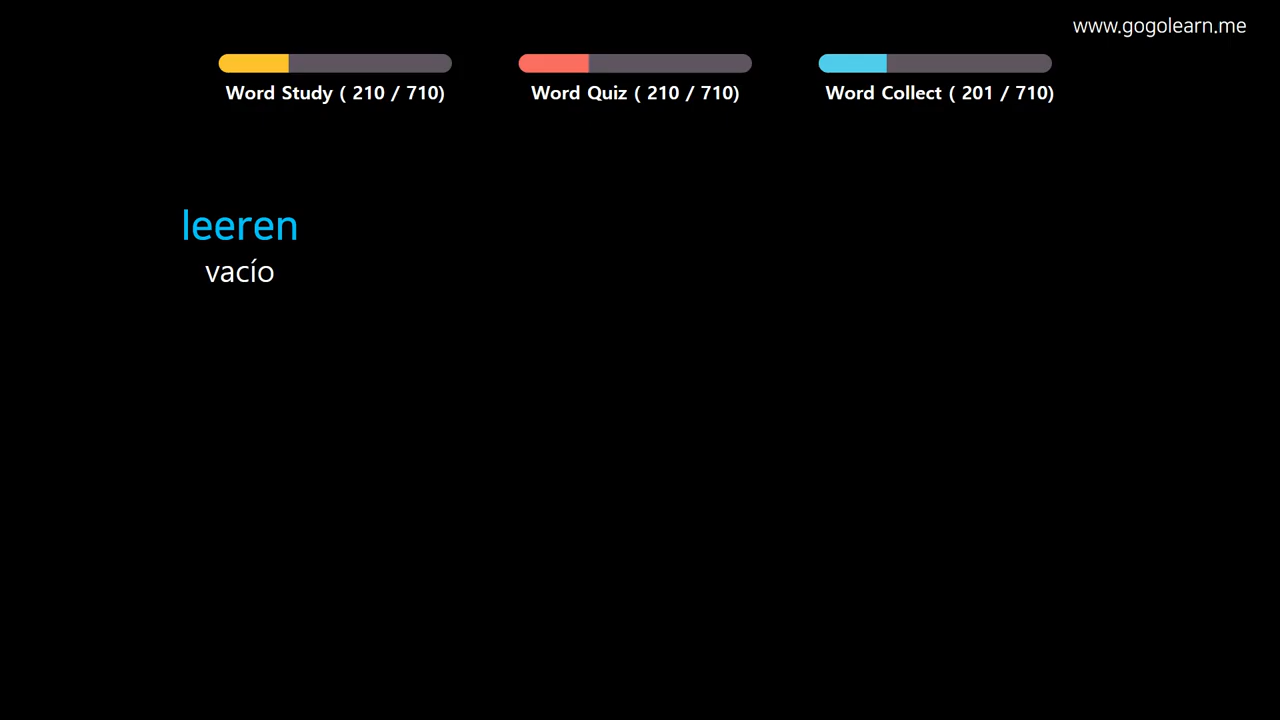 www.gogolearn.me
Word Study ( 210 / 710)
Word Quiz ( 210 / 710)
Word Collect ( 201 / 710)
leeren
vacío